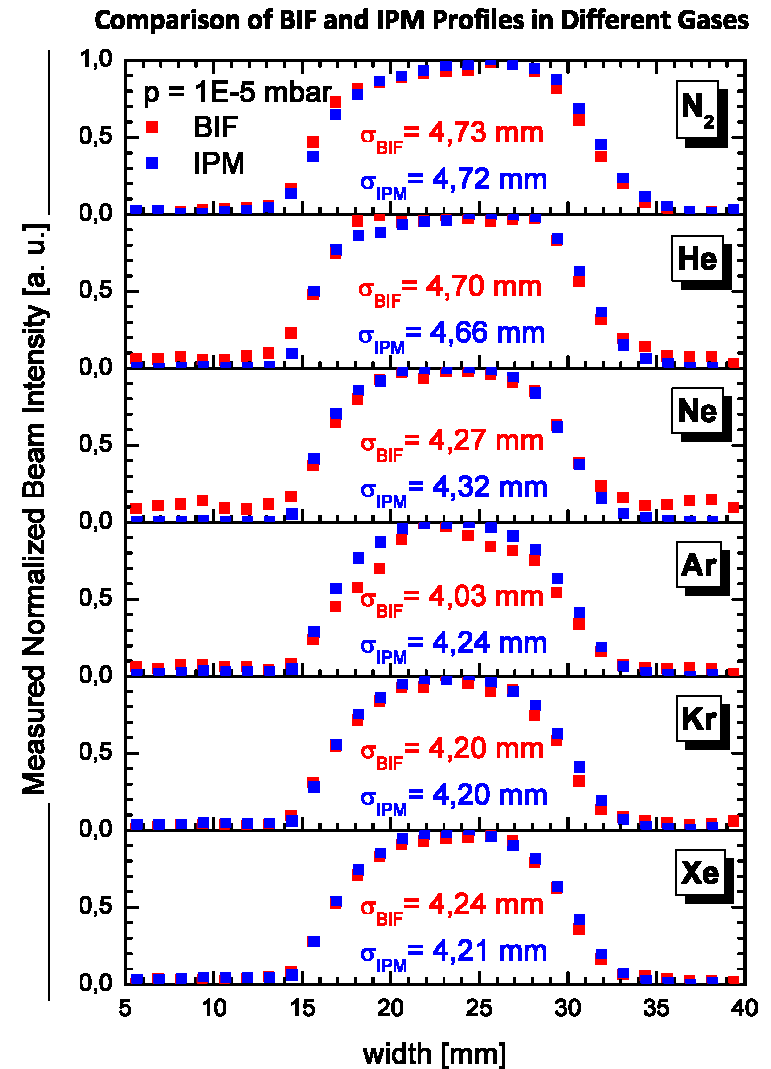 Comparison of BIF and IPM Profiles in Different Gases
Measured Normalized Beam Intensity [a. u.]
1,0
p = 1E-5 mbar
N₂
BIF
0,5
IPM
σBIF= 4,73 mm
σIPM= 4,72 mm
0,0
He
0,5
σBIF= 4,70 mm
σIPM= 4,66 mm
0,0
Ne
0,5
σBIF= 4,27 mm
σIPM= 4,32 mm
0,0
Ar
0,5
σBIF= 4,03 mm
σIPM= 4,24 mm
0,0
Kr
0,5
σBIF= 4,20 mm
σIPM= 4,20 mm
0,0
Xe
0,5
σBIF= 4,24 mm
σIPM= 4,21 mm
0,0
5 10 15 20 25 30 35 40
width [mm]